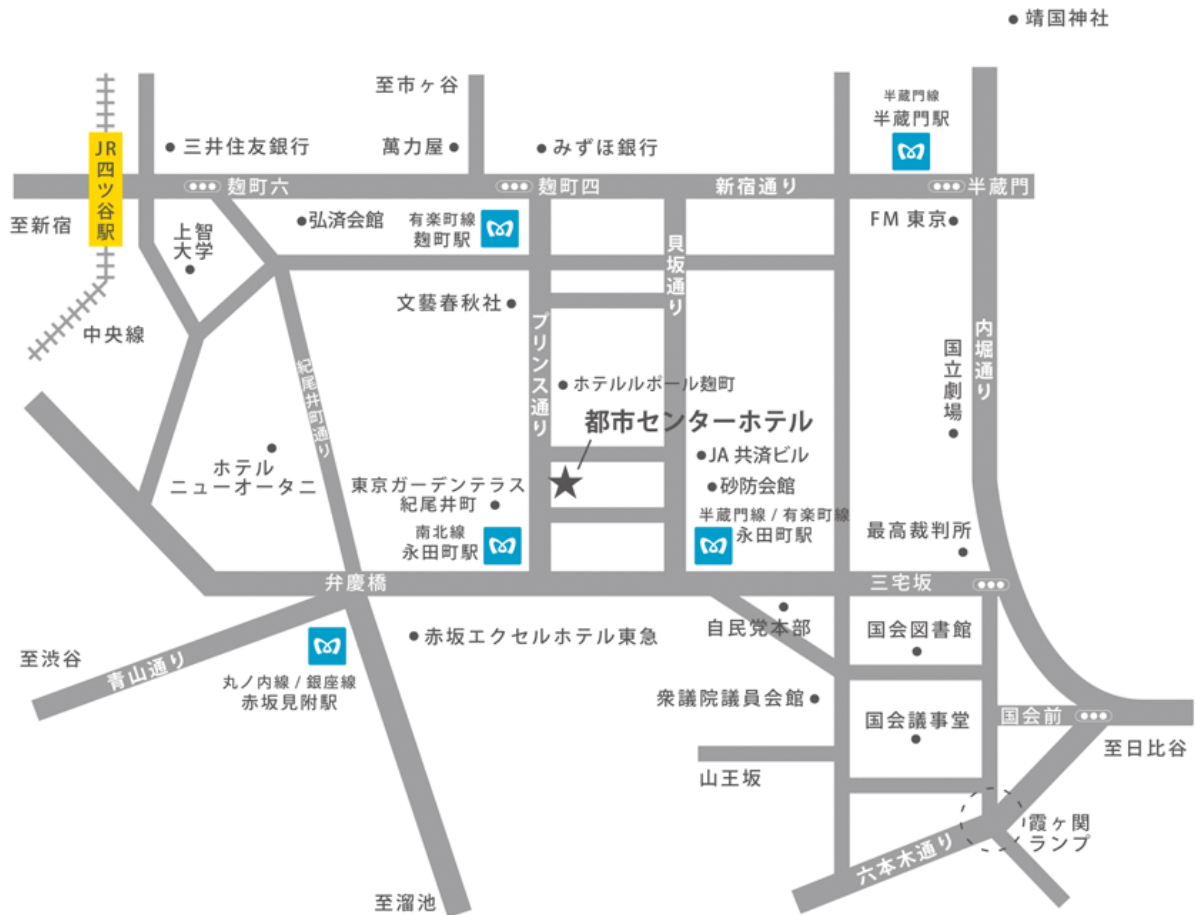 靖国神社
至市ヶ谷
半蔵門線
半蔵門駅
JR四ツ谷駅
三井住友銀行
萬力屋
みずほ銀行
麹町六
麹町四
新宿通り
半蔵門
至新宿
上智
大学
弘済会館
有楽町線
麹町駅
貝坂通り
FM 東京
中央線
文藝春秋社
プリンス通り
内堀通り
国立劇場
紀尾井町通り
ホテルルポール麹町
都市センターホテル
JA 共済ビル
ホテル
ニューオータニ
東京ガーデンテラス
紀尾井町
砂防会館
南北線
永田町駅
半蔵門線 / 有楽町線
永田町駅
最高裁判所
弁慶橋
三宅坂
自民党本部
国会図書館
赤坂エクセルホテル東急
至渋谷
青山通り
丸ノ内線 / 銀座線
赤坂見附駅
衆議院議員会館
国会議事堂
国会前
至日比谷
山王坂
霞ヶ関
ランプ
六本木通り
至溜池